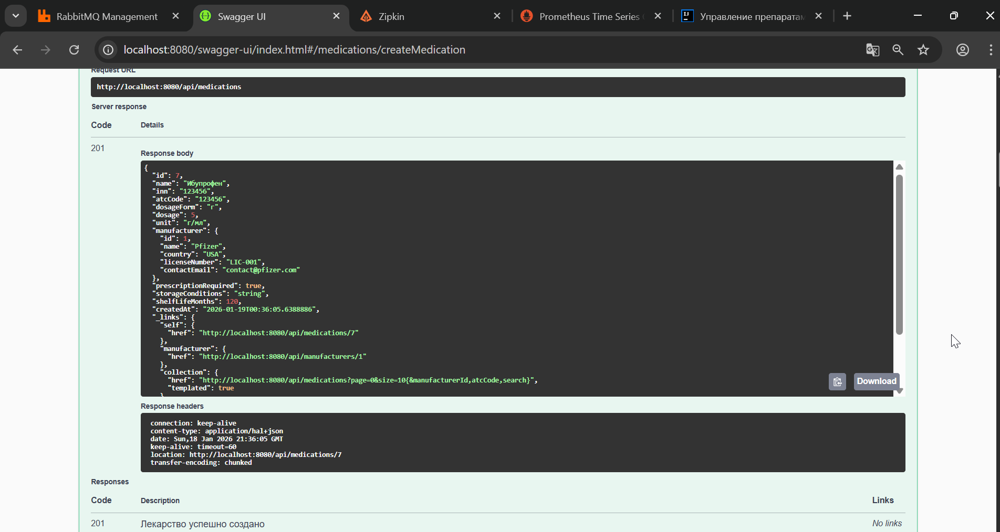 RabbitMQ Management
Swagger UI
Zipkin
Prometheus Time Series
Управление препаратам
localhost:8080/swagger-ui/index.html#/medications/createMedication
Request URL
http://localhost:8080/api/medications
Server response
Code Details
201
Response body
{
"id": 7,
"name": "Ибупрофен",
"inn": "123456",
"atcCode": "123456",
"dosageForm": "г",
"dosage": 5,
"unit": "г/мл",
"manufacturer": {
"id": 1,
"name": "Pfizer",
"country": "USA",
"licenseNumber": "LIC-001",
"contactEmail": "contact@pfizer.com"
},
"prescriptionRequired": true,
"storageConditions": "string",
"shelfLifeMonths": 120,
"createdAt": "2026-01-19T00:36:05.6388886",
"_links": {
"self": {
"href": "http://localhost:8080/api/medications/7"
},
"manufacturer": {
"href": "http://localhost:8080/api/manufacturers/1"
},
"collection": {
"href": "http://localhost:8080/api/medications?page=0&size=10{&manufacturerId,atcCode,search}",
"templated": true
}
Download
Response headers
connection: keep-alive
content-type: application/hal+json
date: Sun,18 Jan 2026 21:36:05 GMT
keep-alive: timeout=60
location: http://localhost:8080/api/medications/7
transfer-encoding: chunked
Responses
Code Description Links
201 Лекарство успешно создано No links